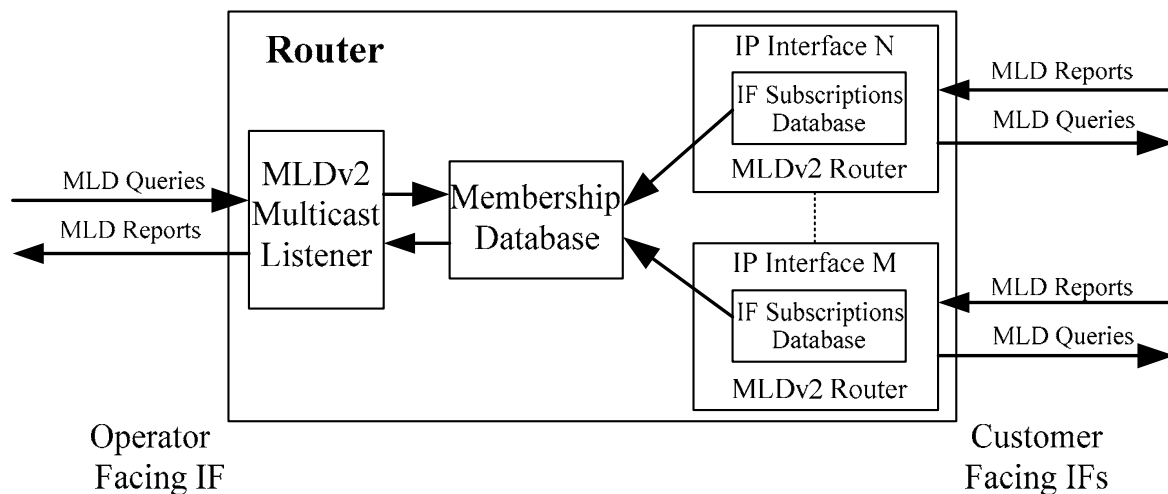 Router
IP Interface N
IF Subscriptions
Database
MLDv2 Router
MLD Reports
MLD Queries
MLD Queries
MLD Reports
MLDv2
Multicast
Listener
Membership
Database
IP Interface M
IF Subscriptions
Database
MLDv2 Router
MLD Reports
MLD Queries
Operator
Facing IF
Customer
Facing IFs